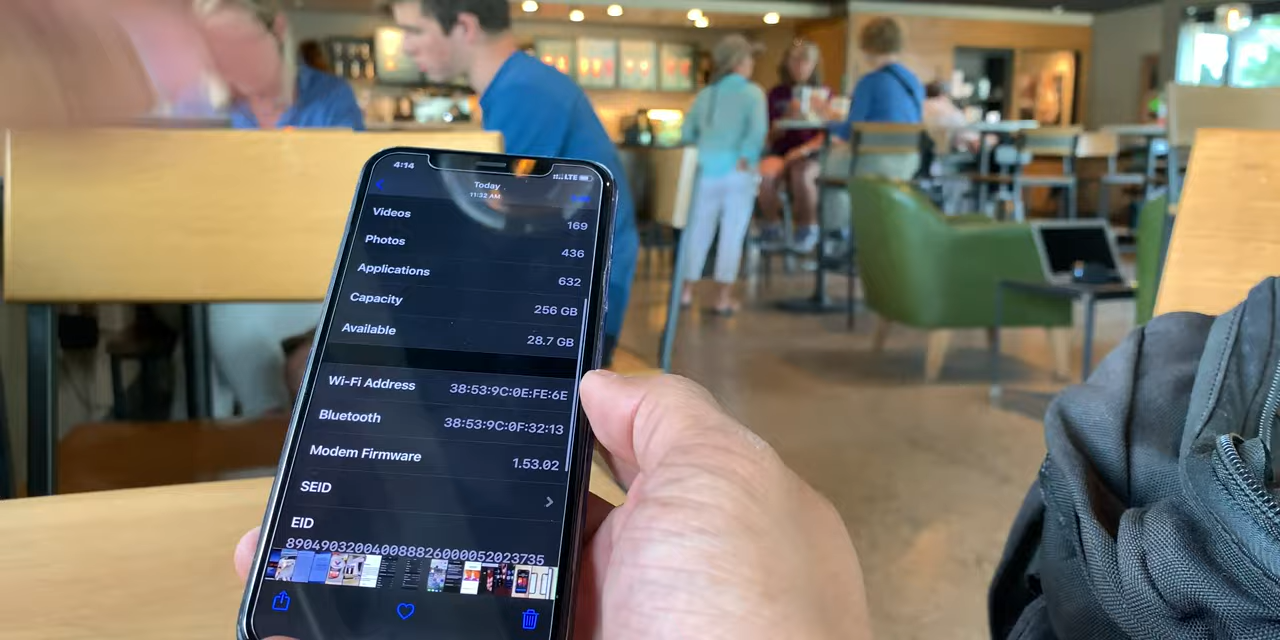 4:14
LTE
Today
11:32 AM
Videos 169
Photos 436
Applications 632
Capacity 256 GB
Available 28.7 GB
Wi-Fi Address 38:53:9C:0E:FE:6E
Bluetooth 38:53:9C:0F:32:13
Modem Firmware 1.53.02
SEID
EID
89049032004008882600052023735